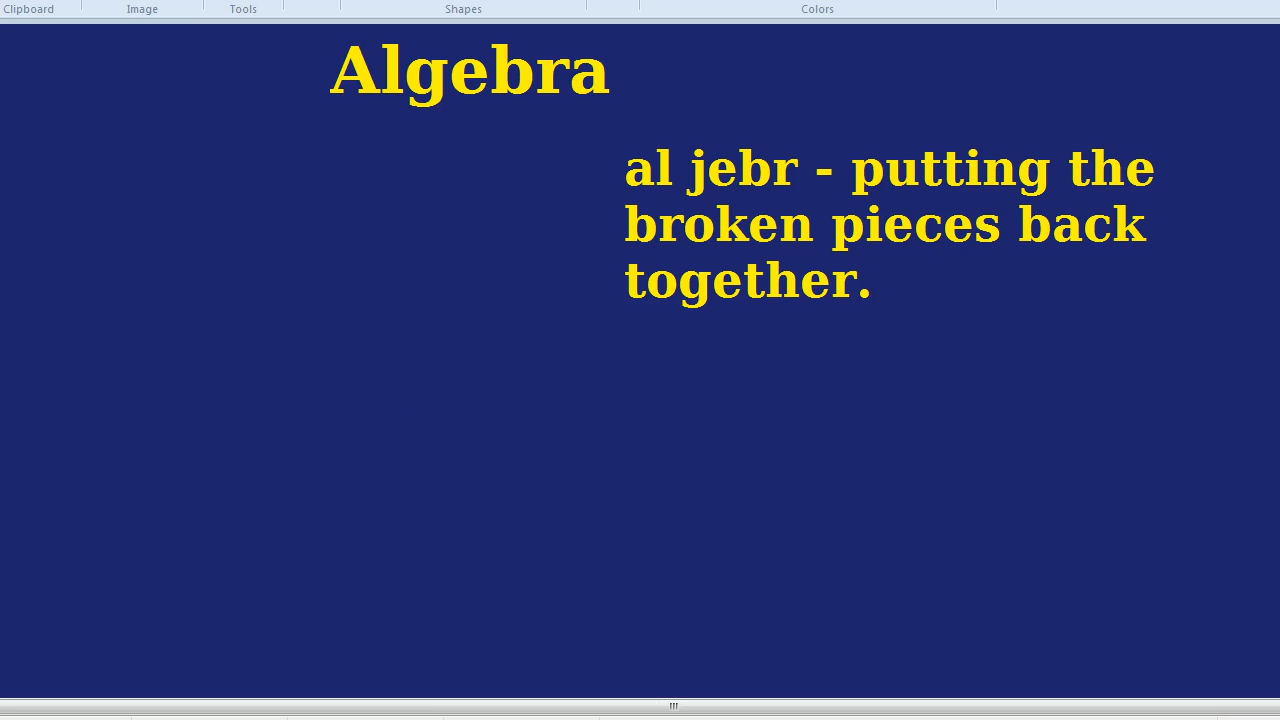 Clipboard Image Tools Shapes Colors
Algebra
al jebr - putting the
broken pieces back
together.